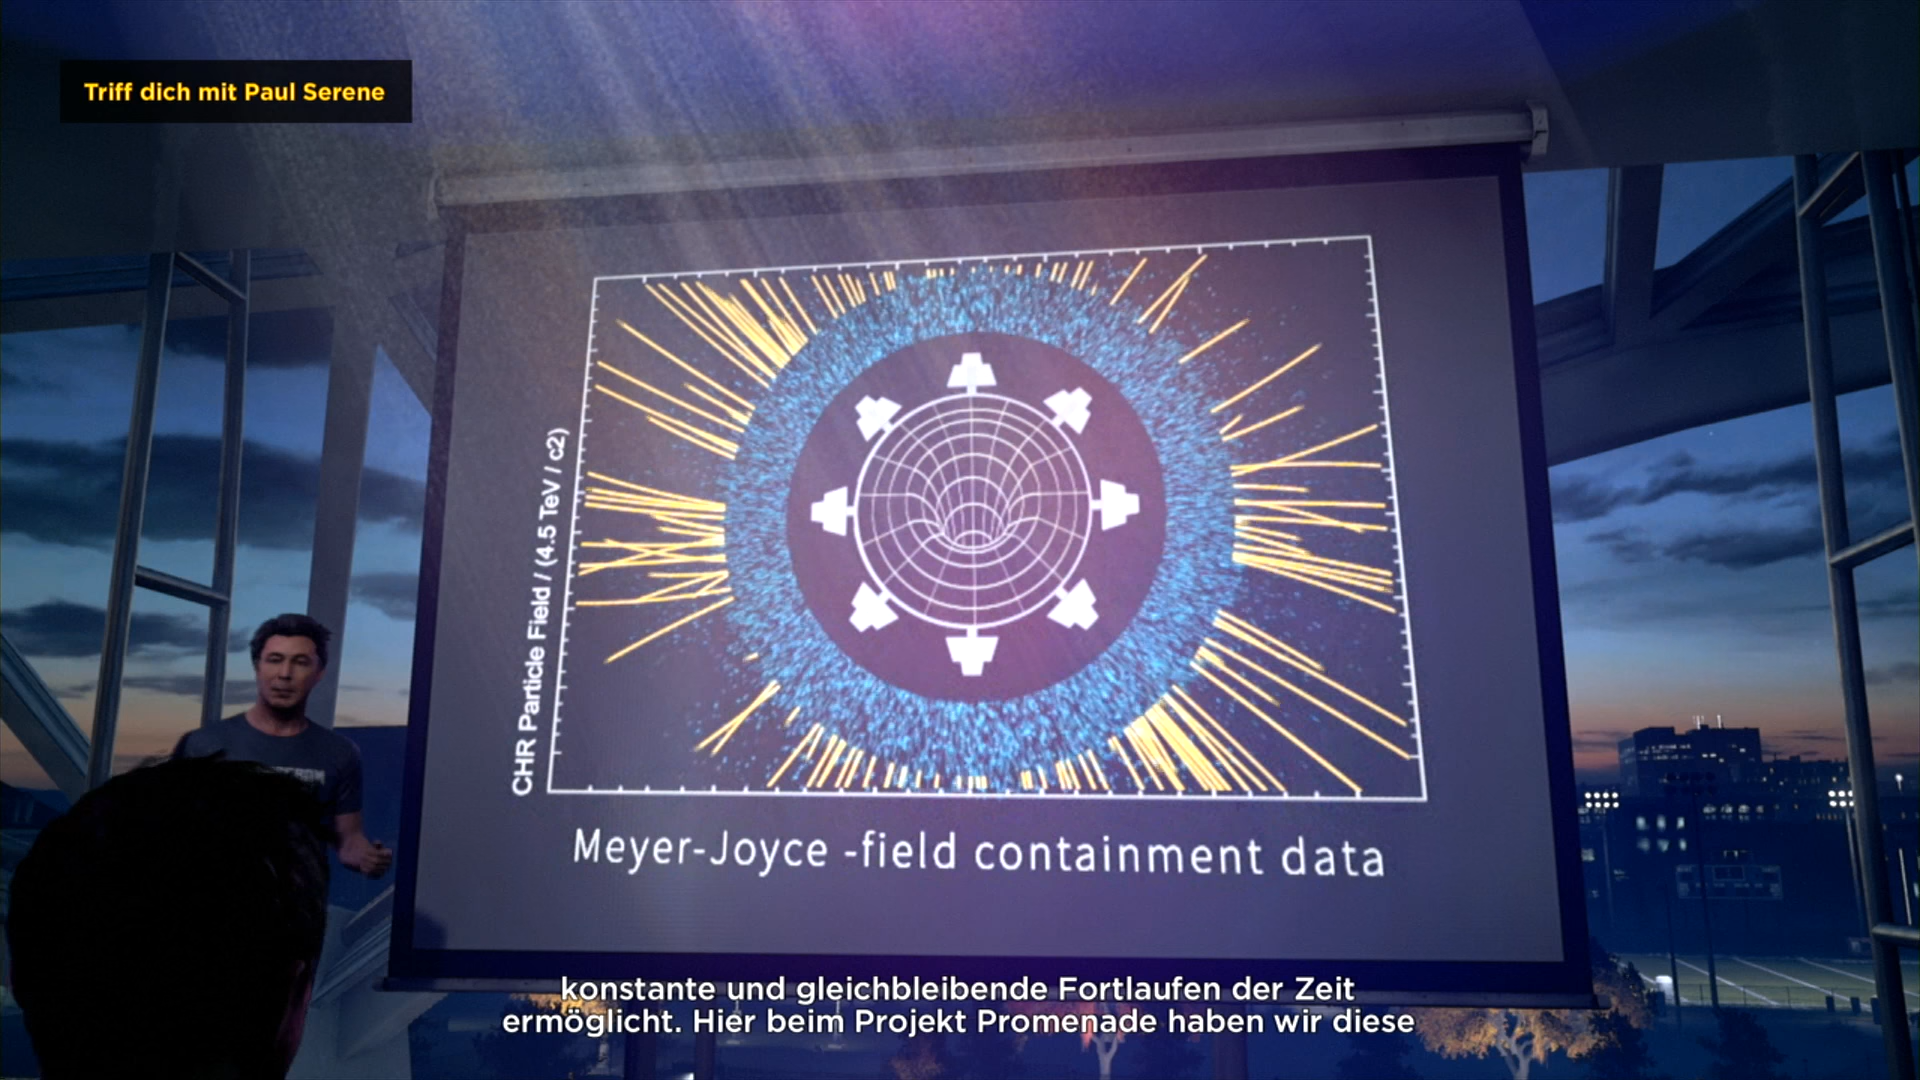 Triff dich mit Paul Serene
CHR Particle Field / (4.5 TeV / c2)
Meyer-Joyce -field containment data
konstante und gleichbleibende Fortlaufen der Zeit
ermöglicht. Hier beim Projekt Promenade haben wir diese